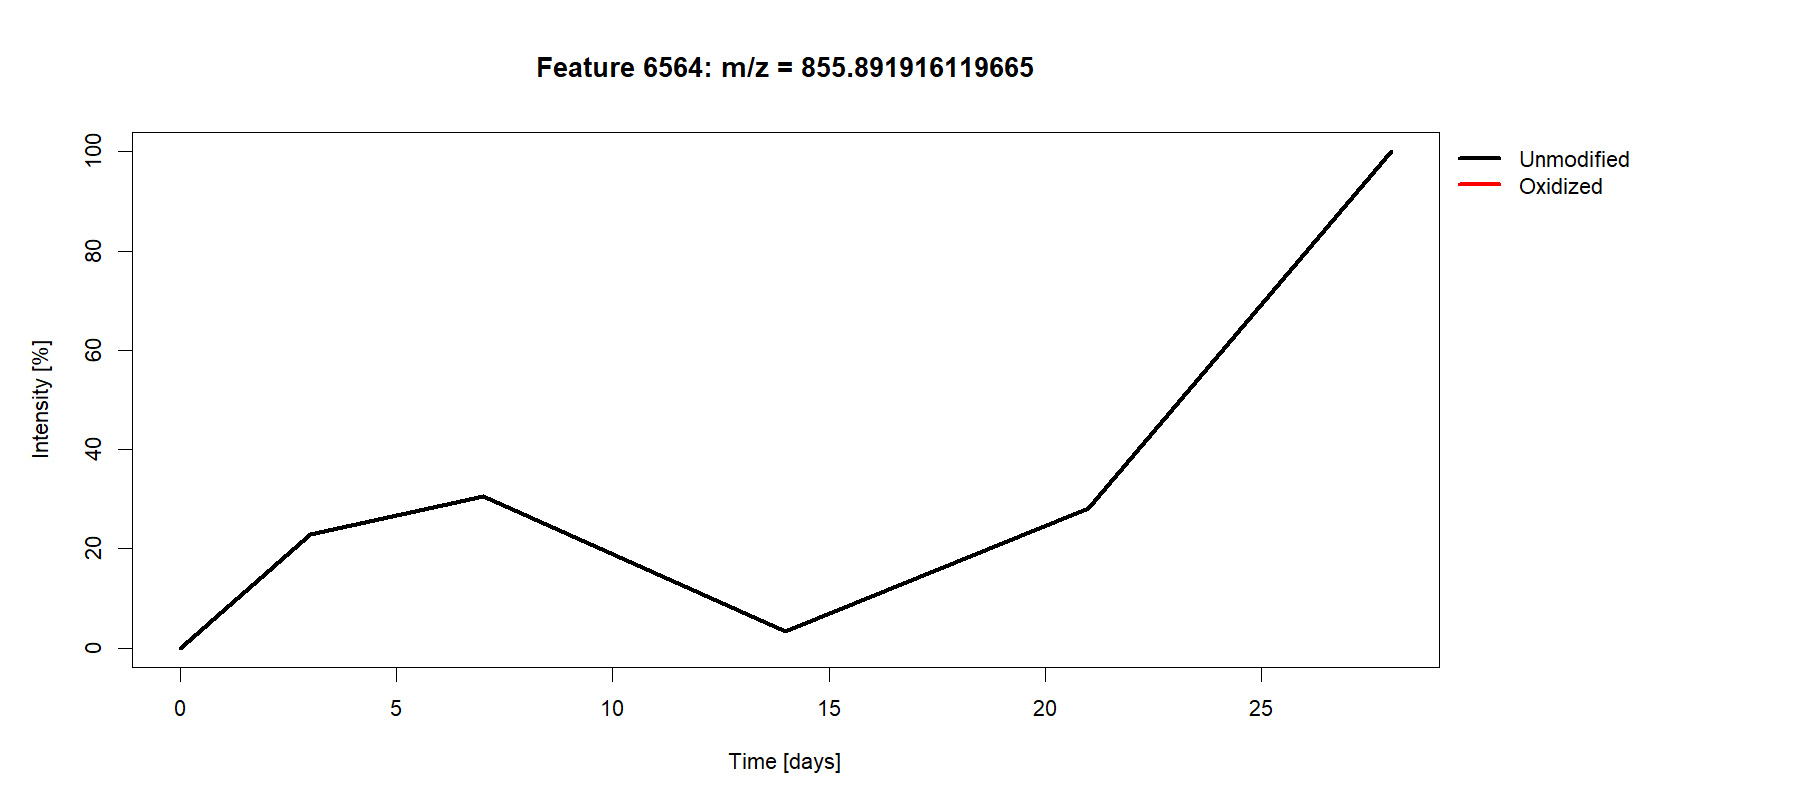 Feature 6564: m/z = 855.891916119665
Unmodified
Oxidized
Intensity [%]
100
80
60
40
20
0
0 5 10 15 20 25
Time [days]